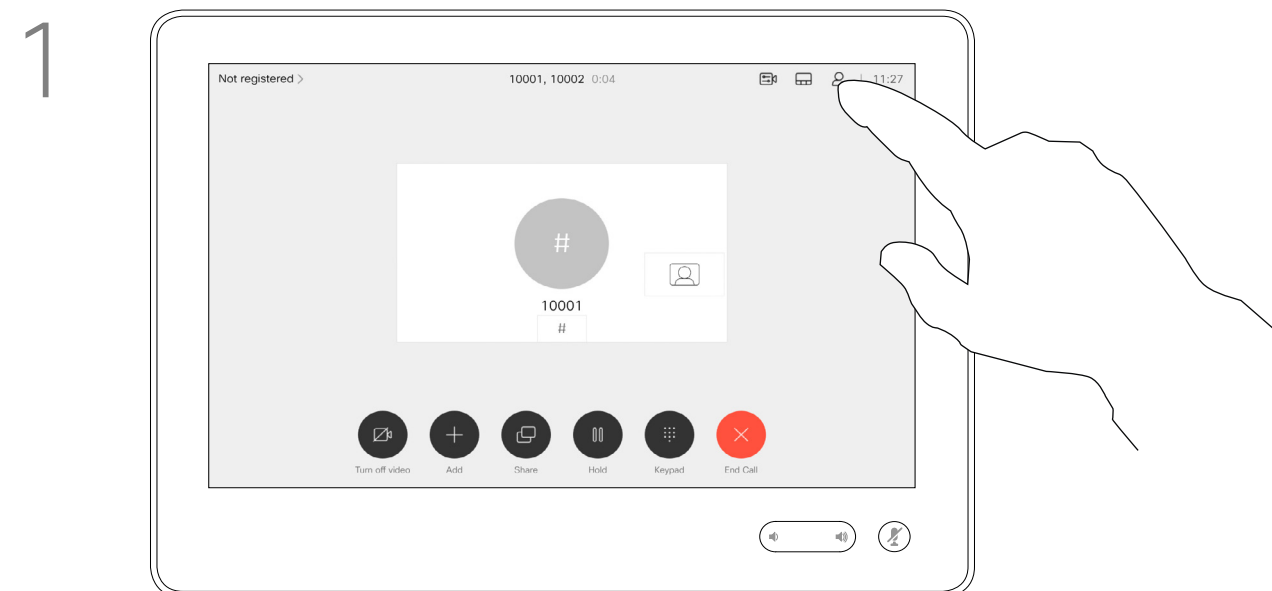 1
Not registered >
10001, 10002 0:04
11:27
#
10001
#
Turn off video
Add
Share
Hold
Keypad
End Call